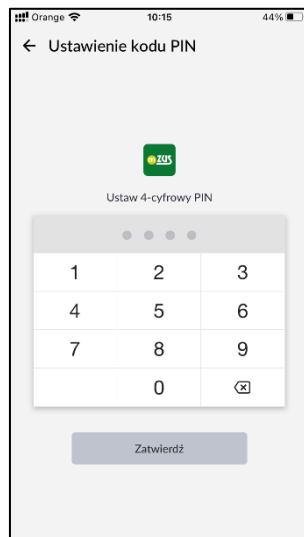 Orange 10:15 44%
← Ustawienie kodu PIN
mZUS
Ustaw 4-cyfrowy PIN
1 2 3
4 5 6
7 8 9
0
Zatwierdź